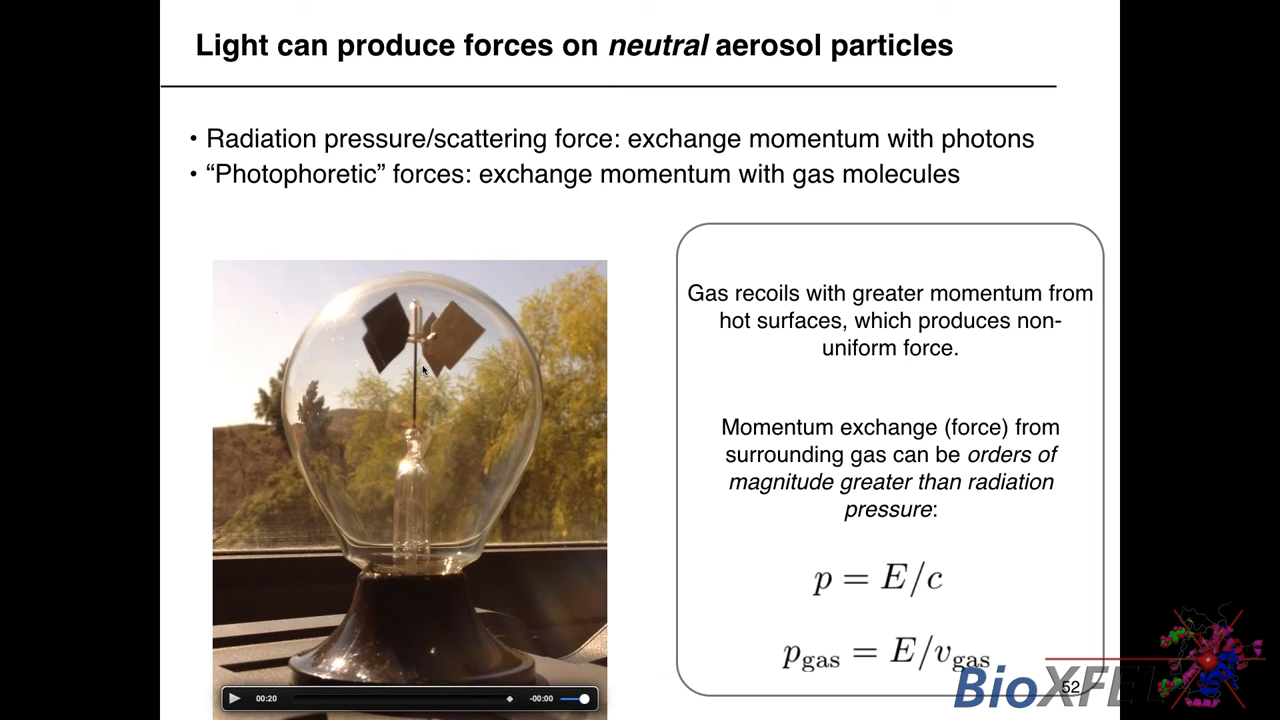 Light can produce forces on neutral aerosol particles
• Radiation pressure/scattering force: exchange momentum with photons
• “Photophoretic” forces: exchange momentum with gas molecules
Gas recoils with greater momentum from
hot surfaces, which produces non-
uniform force.
Momentum exchange (force) from
surrounding gas can be orders of
magnitude greater than radiation
pressure:
p = E/c
p_gas = E/v_gas
00:20
-00:00
BioXFEL
52